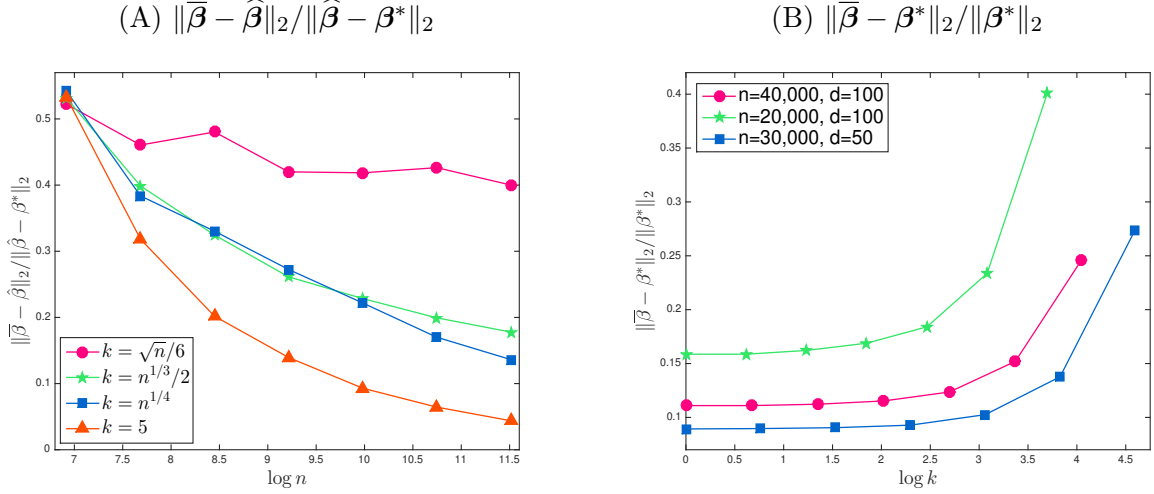 (A) ‖β̅ − β̂‖₂/‖β̂ − β*‖₂
‖β̅ − β̂‖₂/‖β̂ − β*‖₂
0.5
0.4
0.3
0.2
0.1
0
k = √n/6
k = n^{1/3}/2
k = n^{1/4}
k = 5
7 7.5 8 8.5 9 9.5 10 10.5 11 11.5
log n
(B) ‖β̅ − β*‖₂/‖β*‖₂
‖β̅ − β*‖₂/‖β*‖₂
0.4
0.35
0.3
0.25
0.2
0.15
0.1
n=40,000, d=100
n=20,000, d=100
n=30,000, d=50
0 0.5 1 1.5 2 2.5 3 3.5 4 4.5
log k